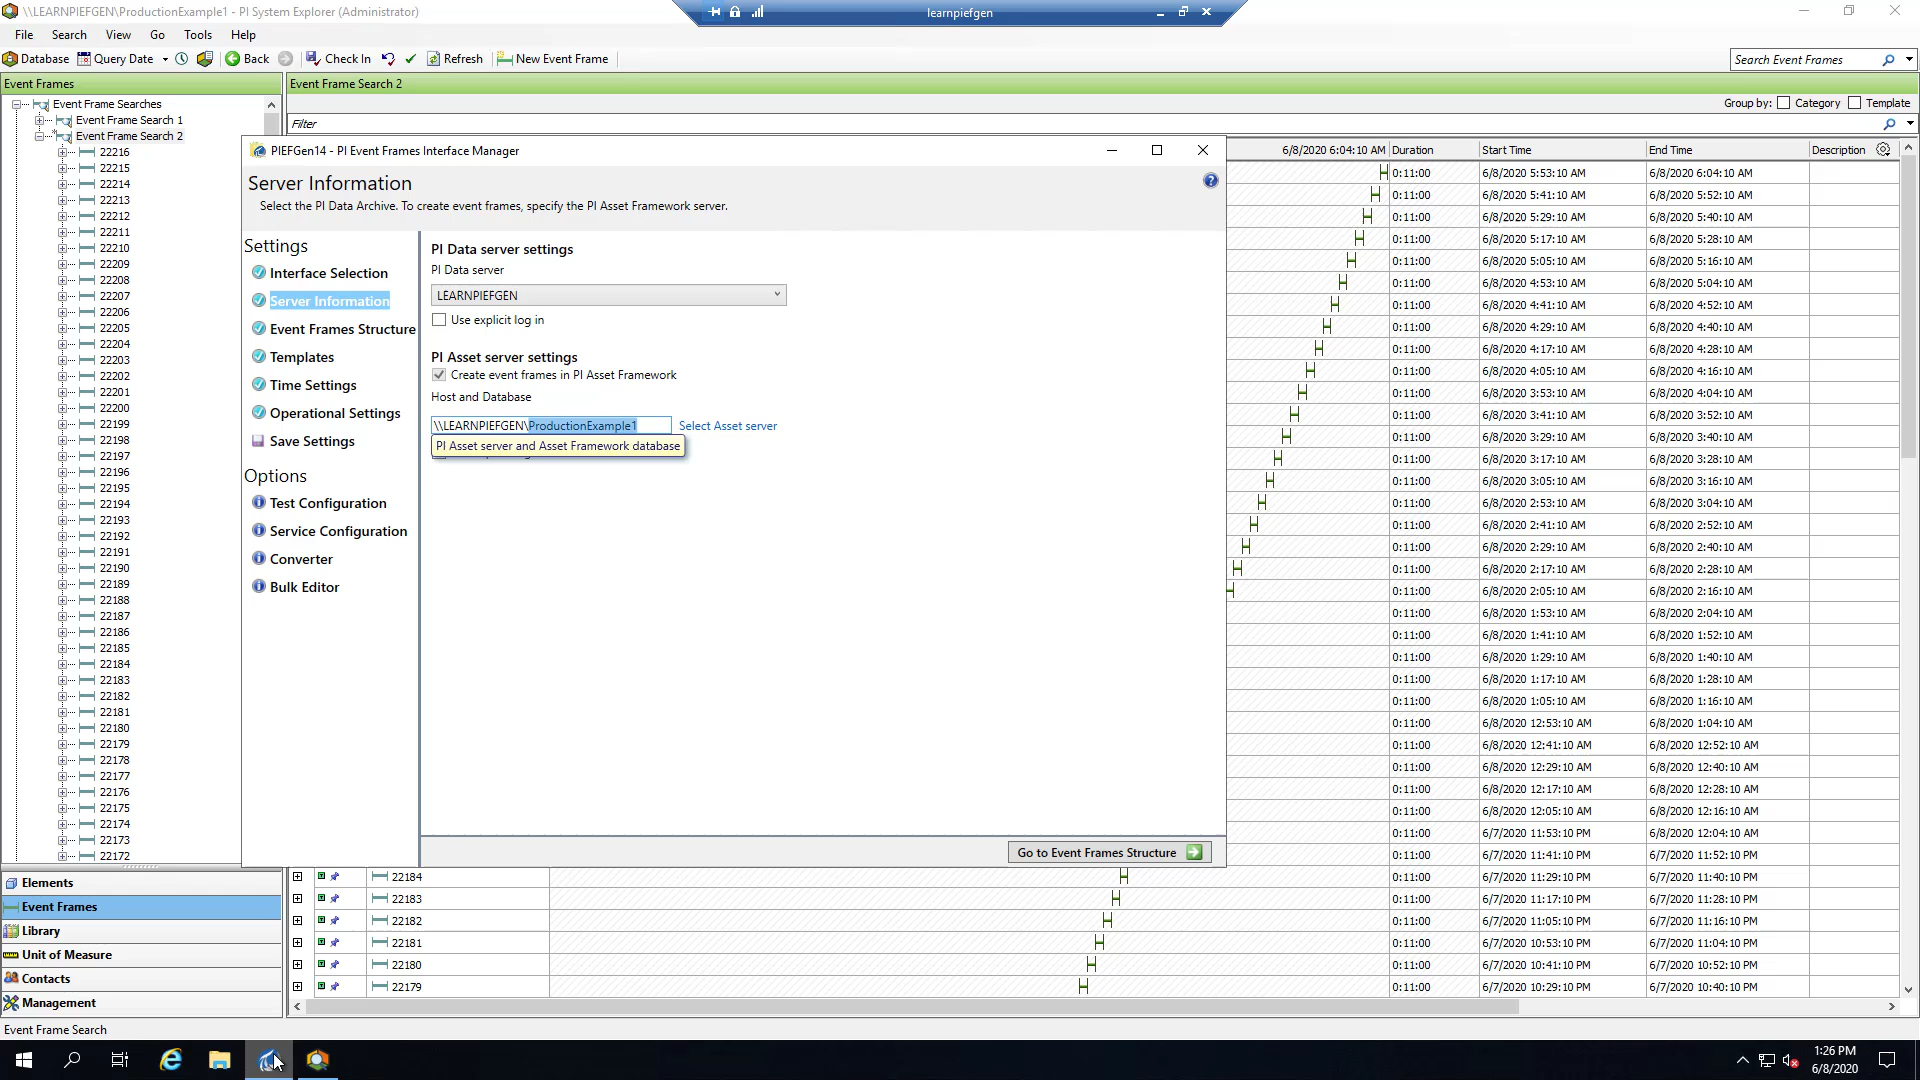 \\LEARNPIEFGEN\ProductionExample1 - PI System Explorer (Administrator)
learnpiefgen
File Search View Go Tools Help
Database Query Date Back Check In Refresh New Event Frame
Search Event Frames
Event Frames
Event Frame Search 2
Group by: Category Template
Filter
Event Frame Searches
Event Frame Search 1
Event Frame Search 2
22216
22215
22214
22213
22212
22211
22210
22209
22208
22207
22206
22205
22204
22203
22202
22201
22200
22199
22198
22197
22196
22195
22194
22193
22192
22191
22190
22189
22188
22187
22186
22185
22184
22183
22182
22181
22180
22179
22178
22177
22176
22175
22174
22173
22172
Elements
Event Frames
Library
Unit of Measure
Contacts
Management
Event Frame Search
PIEFGen14 - PI Event Frames Interface Manager
Server Information
Select the PI Data Archive. To create event frames, specify the PI Asset Framework server.
Settings
Interface Selection
Server Information
Event Frames Structure
Templates
Time Settings
Operational Settings
Save Settings
Options
Test Configuration
Service Configuration
Converter
Bulk Editor
PI Data server settings
PI Data server
LEARNPIEFGEN
Use explicit log in
PI Asset server settings
Create event frames in PI Asset Framework
Host and Database
\\LEARNPIEFGEN\ProductionExample1 Select Asset server
PI Asset server and Asset Framework database
Go to Event Frames Structure
6/8/2020 6:04:10 AM Duration Start Time End Time Description
0:11:00 6/8/2020 5:53:10 AM 6/8/2020 6:04:10 AM
0:11:00 6/8/2020 5:41:10 AM 6/8/2020 5:52:10 AM
0:11:00 6/8/2020 5:29:10 AM 6/8/2020 5:40:10 AM
0:11:00 6/8/2020 5:17:10 AM 6/8/2020 5:28:10 AM
0:11:00 6/8/2020 5:05:10 AM 6/8/2020 5:16:10 AM
0:11:00 6/8/2020 4:53:10 AM 6/8/2020 5:04:10 AM
0:11:00 6/8/2020 4:41:10 AM 6/8/2020 4:52:10 AM
0:11:00 6/8/2020 4:29:10 AM 6/8/2020 4:40:10 AM
0:11:00 6/8/2020 4:17:10 AM 6/8/2020 4:28:10 AM
0:11:00 6/8/2020 4:05:10 AM 6/8/2020 4:16:10 AM
0:11:00 6/8/2020 3:53:10 AM 6/8/2020 4:04:10 AM
0:11:00 6/8/2020 3:41:10 AM 6/8/2020 3:52:10 AM
0:11:00 6/8/2020 3:29:10 AM 6/8/2020 3:40:10 AM
0:11:00 6/8/2020 3:17:10 AM 6/8/2020 3:28:10 AM
0:11:00 6/8/2020 3:05:10 AM 6/8/2020 3:16:10 AM
0:11:00 6/8/2020 2:53:10 AM 6/8/2020 3:04:10 AM
0:11:00 6/8/2020 2:41:10 AM 6/8/2020 2:52:10 AM
0:11:00 6/8/2020 2:29:10 AM 6/8/2020 2:40:10 AM
0:11:00 6/8/2020 2:17:10 AM 6/8/2020 2:28:10 AM
0:11:00 6/8/2020 2:05:10 AM 6/8/2020 2:16:10 AM
0:11:00 6/8/2020 1:53:10 AM 6/8/2020 2:04:10 AM
0:11:00 6/8/2020 1:41:10 AM 6/8/2020 1:52:10 AM
0:11:00 6/8/2020 1:29:10 AM 6/8/2020 1:40:10 AM
0:11:00 6/8/2020 1:17:10 AM 6/8/2020 1:28:10 AM
0:11:00 6/8/2020 1:05:10 AM 6/8/2020 1:16:10 AM
0:11:00 6/8/2020 12:53:10 AM 6/8/2020 1:04:10 AM
0:11:00 6/8/2020 12:41:10 AM 6/8/2020 12:52:10 AM
0:11:00 6/8/2020 12:29:10 AM 6/8/2020 12:40:10 AM
0:11:00 6/8/2020 12:17:10 AM 6/8/2020 12:28:10 AM
0:11:00 6/8/2020 12:05:10 AM 6/8/2020 12:16:10 AM
0:11:00 6/7/2020 11:53:10 PM 6/8/2020 12:04:10 AM
0:11:00 6/7/2020 11:41:10 PM 6/7/2020 11:52:10 PM
22184 0:11:00 6/7/2020 11:29:10 PM 6/7/2020 11:40:10 PM
22183 0:11:00 6/7/2020 11:17:10 PM 6/7/2020 11:28:10 PM
22182 0:11:00 6/7/2020 11:05:10 PM 6/7/2020 11:16:10 PM
22181 0:11:00 6/7/2020 10:53:10 PM 6/7/2020 11:04:10 PM
22180 0:11:00 6/7/2020 10:41:10 PM 6/7/2020 10:52:10 PM
22179 0:11:00 6/7/2020 10:29:10 PM 6/7/2020 10:40:10 PM
1:26 PM
6/8/2020